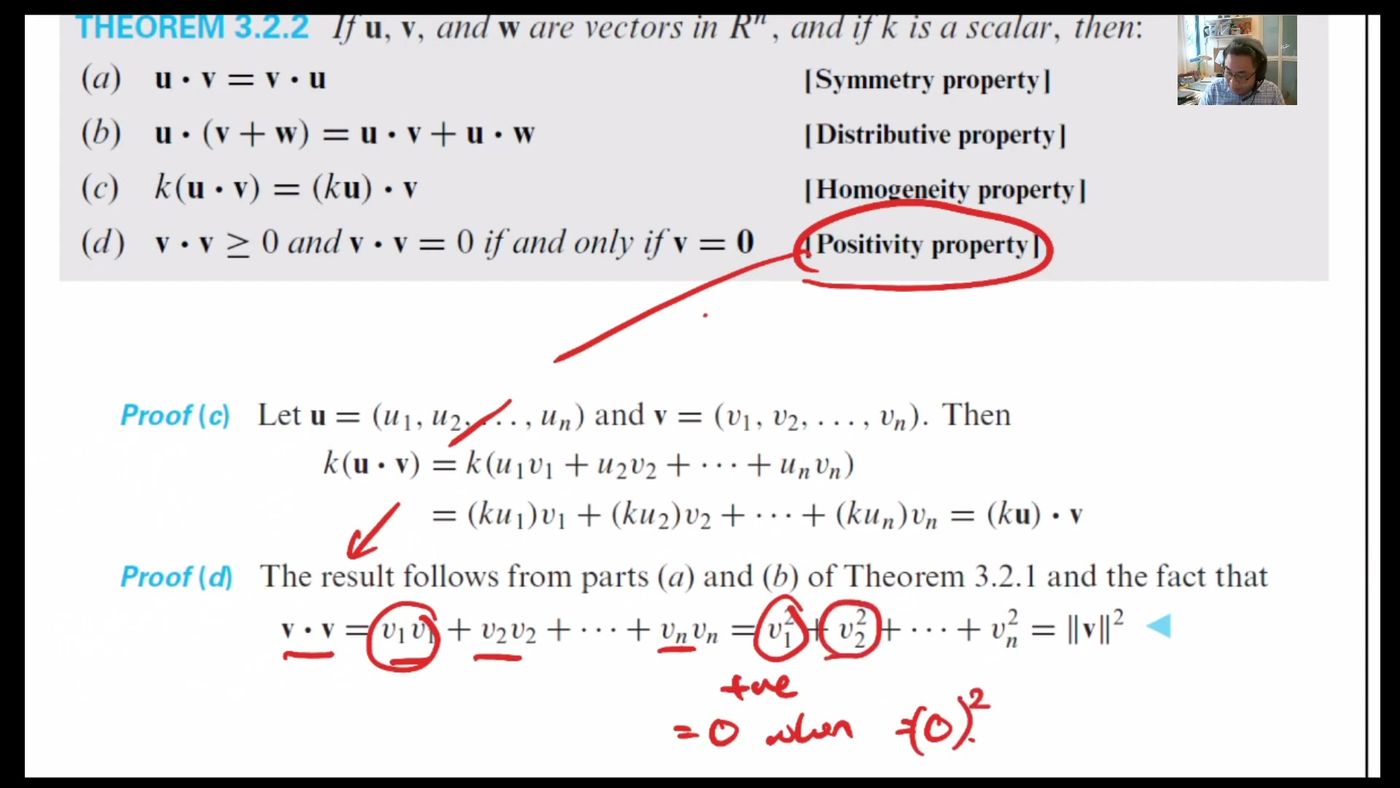 THEOREM 3.2.2 If u, v, and w are vectors in Rⁿ, and if k is a scalar, then:
(a) u · v = v · u [Symmetry property]
(b) u · (v + w) = u · v + u · w [Distributive property]
(c) k(u · v) = (ku) · v [Homogeneity property]
(d) v · v ≥ 0 and v · v = 0 if and only if v = 0 [Positivity property]
Proof (c) Let u = (u₁, u₂, . . . , uₙ) and v = (v₁, v₂, . . . , vₙ). Then
k(u · v) = k(u₁v₁ + u₂v₂ + · · · + uₙvₙ)
= (ku₁)v₁ + (ku₂)v₂ + · · · + (kuₙ)vₙ = (ku) · v
Proof (d) The result follows from parts (a) and (b) of Theorem 3.2.1 and the fact that
v · v = v₁v₁ + v₂v₂ + · · · + vₙvₙ = v₁² + v₂² + · · · + vₙ² = ‖v‖²
+ve
= 0 when =(0)².